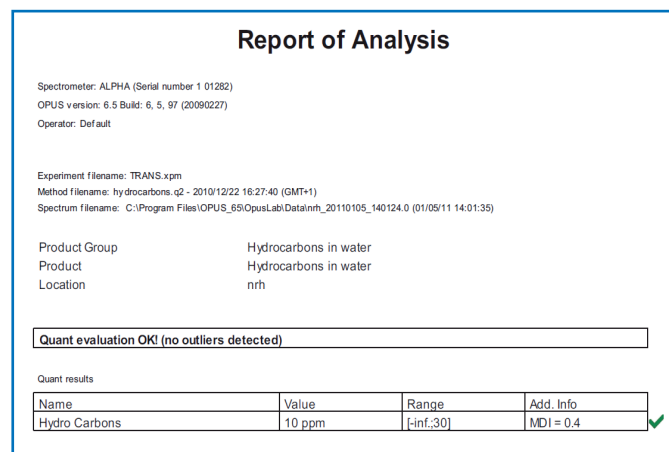 Report of Analysis
Spectrometer: ALPHA (Serial number 1 01282)
OPUS version: 6.5 Build: 6, 5, 97 (20090227)
Operator: Default
Experiment filename: TRANS.xpm
Method filename: hydrocarbons.q2 - 2010/12/22 16:27:40 (GMT+1)
Spectrum filename: C:\Program Files\OPUS_65\OpusLab\Data\nrh_20110105_140124.0 (01/05/11 14:01:35)
Product Group Hydrocarbons in water
Product Hydrocarbons in water
Location nrh
Quant evaluation OK! (no outliers detected)
Quant results
Name Value Range Add. Info
Hydro Carbons 10 ppm [-inf.;30] MDI = 0.4